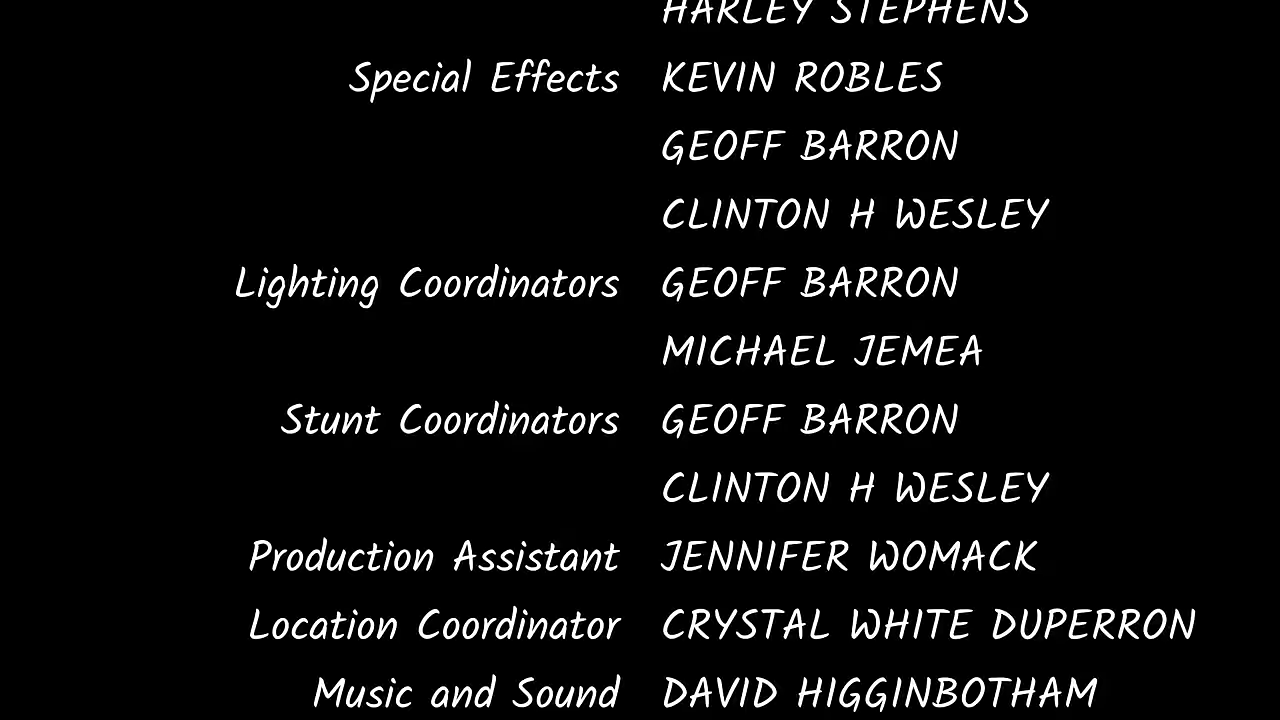 HARLEY STEPHENS
Special Effects KEVIN ROBLES
GEOFF BARRON
CLINTON H WESLEY
Lighting Coordinators GEOFF BARRON
MICHAEL JEMEA
Stunt Coordinators GEOFF BARRON
CLINTON H WESLEY
Production Assistant JENNIFER WOMACK
Location Coordinator CRYSTAL WHITE DUPERRON
Music and Sound DAVID HIGGINBOTHAM